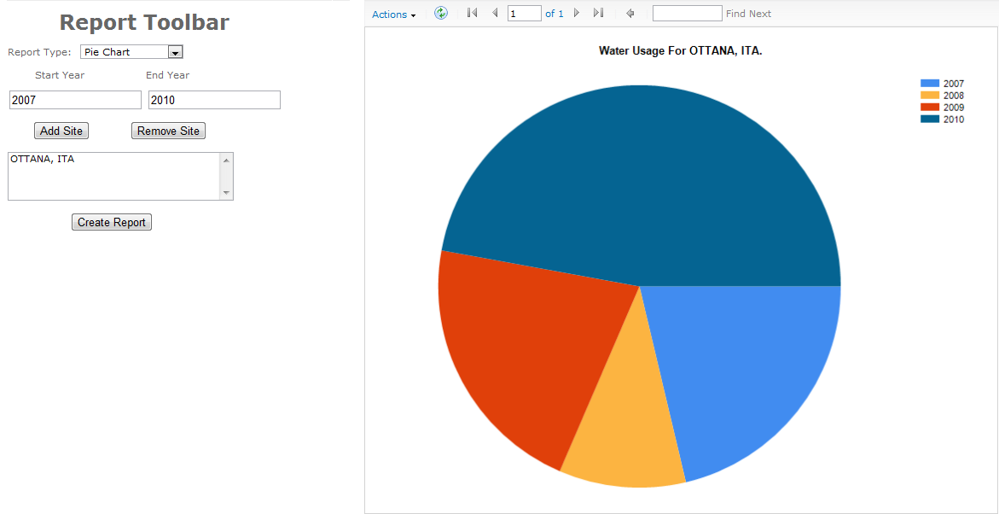 Report Toolbar
Report Type: Pie Chart
Start Year End Year
2007 2010
Add Site Remove Site
OTTANA, ITA
Create Report
Actions 1 of 1 Find Next
Water Usage For OTTANA, ITA.
2007
2008
2009
2010